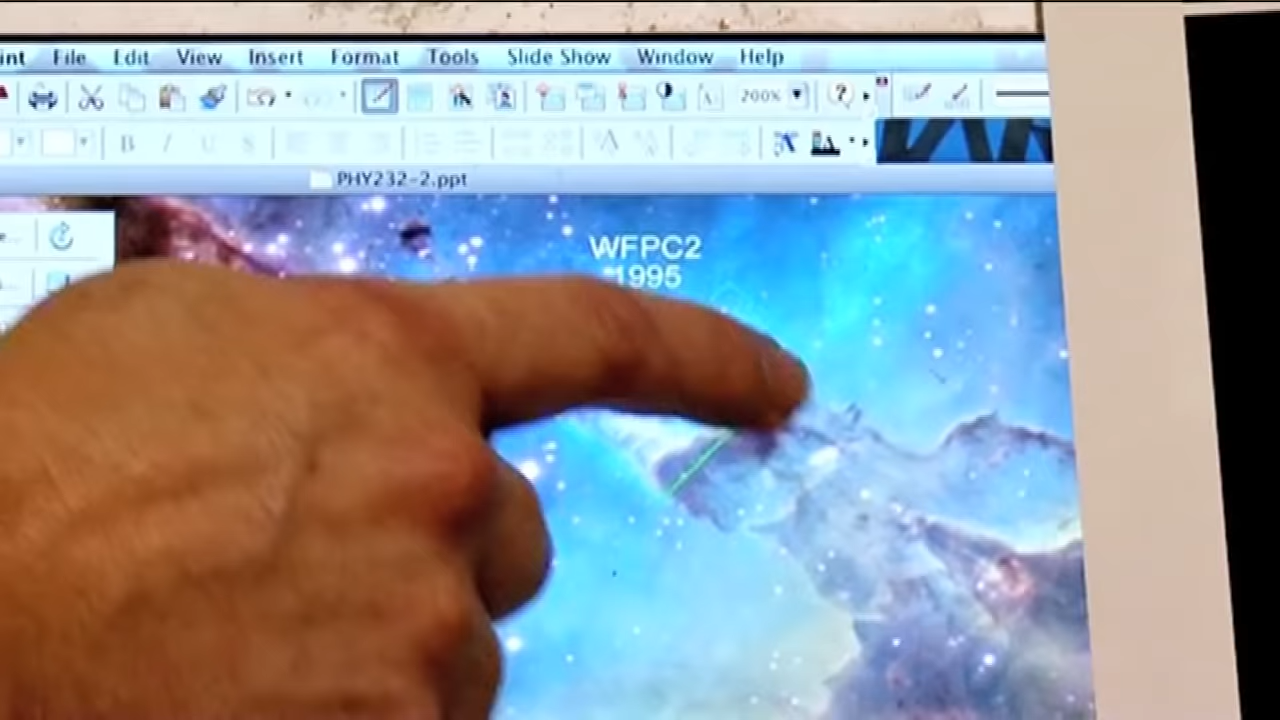 int File Edit View Insert Format Tools Slide Show Window Help
200% ?
B I U S
PHY232-2.ppt
e...
WFPC2
1995